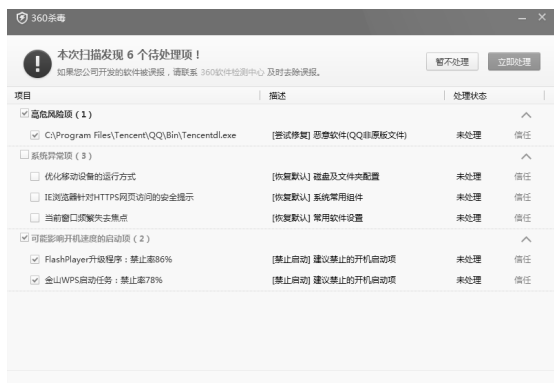 360杀毒
本次扫描发现 6 个待处理项！
如果您公司开发的软件被误报，请联系 360软件检测中心 及时去除误报。
暂不处理 立即处理
项目 描述 处理状态
高危风险项（1）
C:\Program Files\Tencent\QQ\Bin\Tencentdl.exe [尝试修复] 恶意软件(QQ非原版文件) 未处理 信任
系统异常项（3）
优化移动设备的运行方式 [恢复默认] 磁盘及文件夹配置 未处理 信任
IE浏览器针对HTTPS网页访问的安全提示 [恢复默认] 系统常用组件 未处理 信任
当前窗口频繁失去焦点 [恢复默认] 常用软件设置 未处理 信任
可能影响开机速度的启动项（2）
FlashPlayer升级程序：禁止率86% [禁止启动] 建议禁止的开机启动项 未处理 信任
金山WPS启动任务：禁止率78% [禁止启动] 建议禁止的开机启动项 未处理 信任